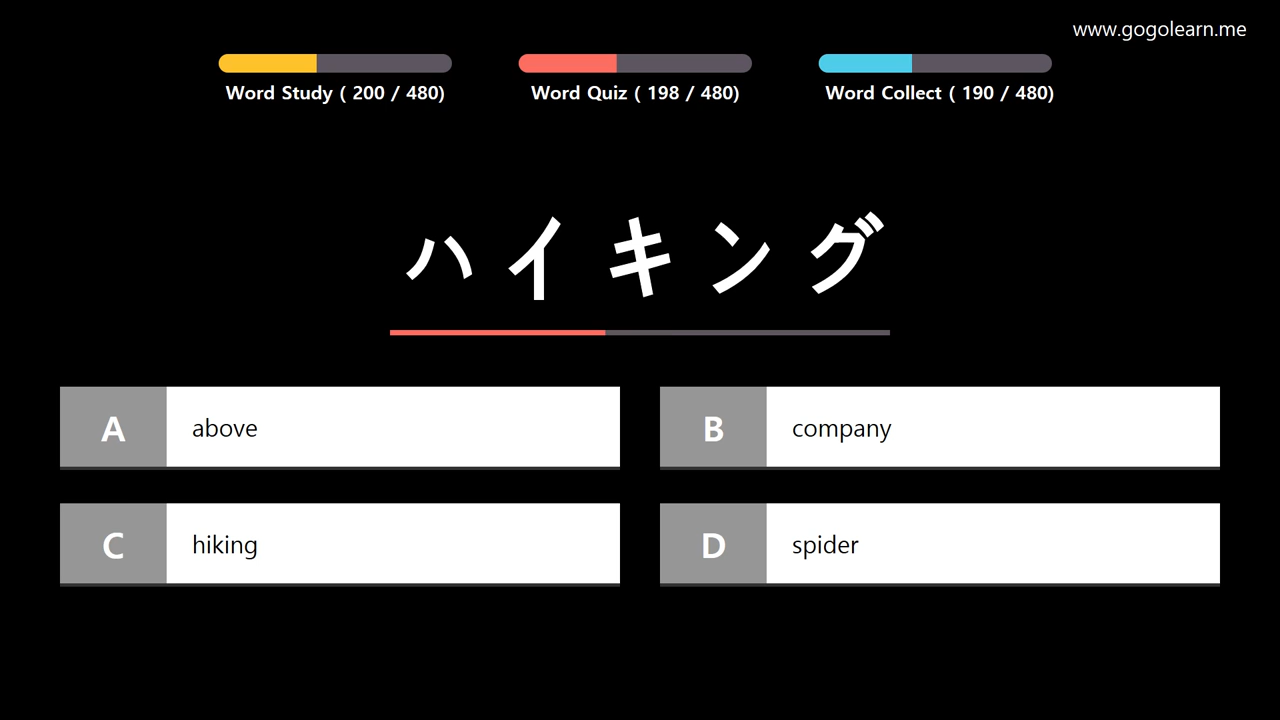 www.gogolearn.me
Word Study ( 200 / 480)
Word Quiz ( 198 / 480)
Word Collect ( 190 / 480)
ハイキング
A above
B company
C hiking
D spider